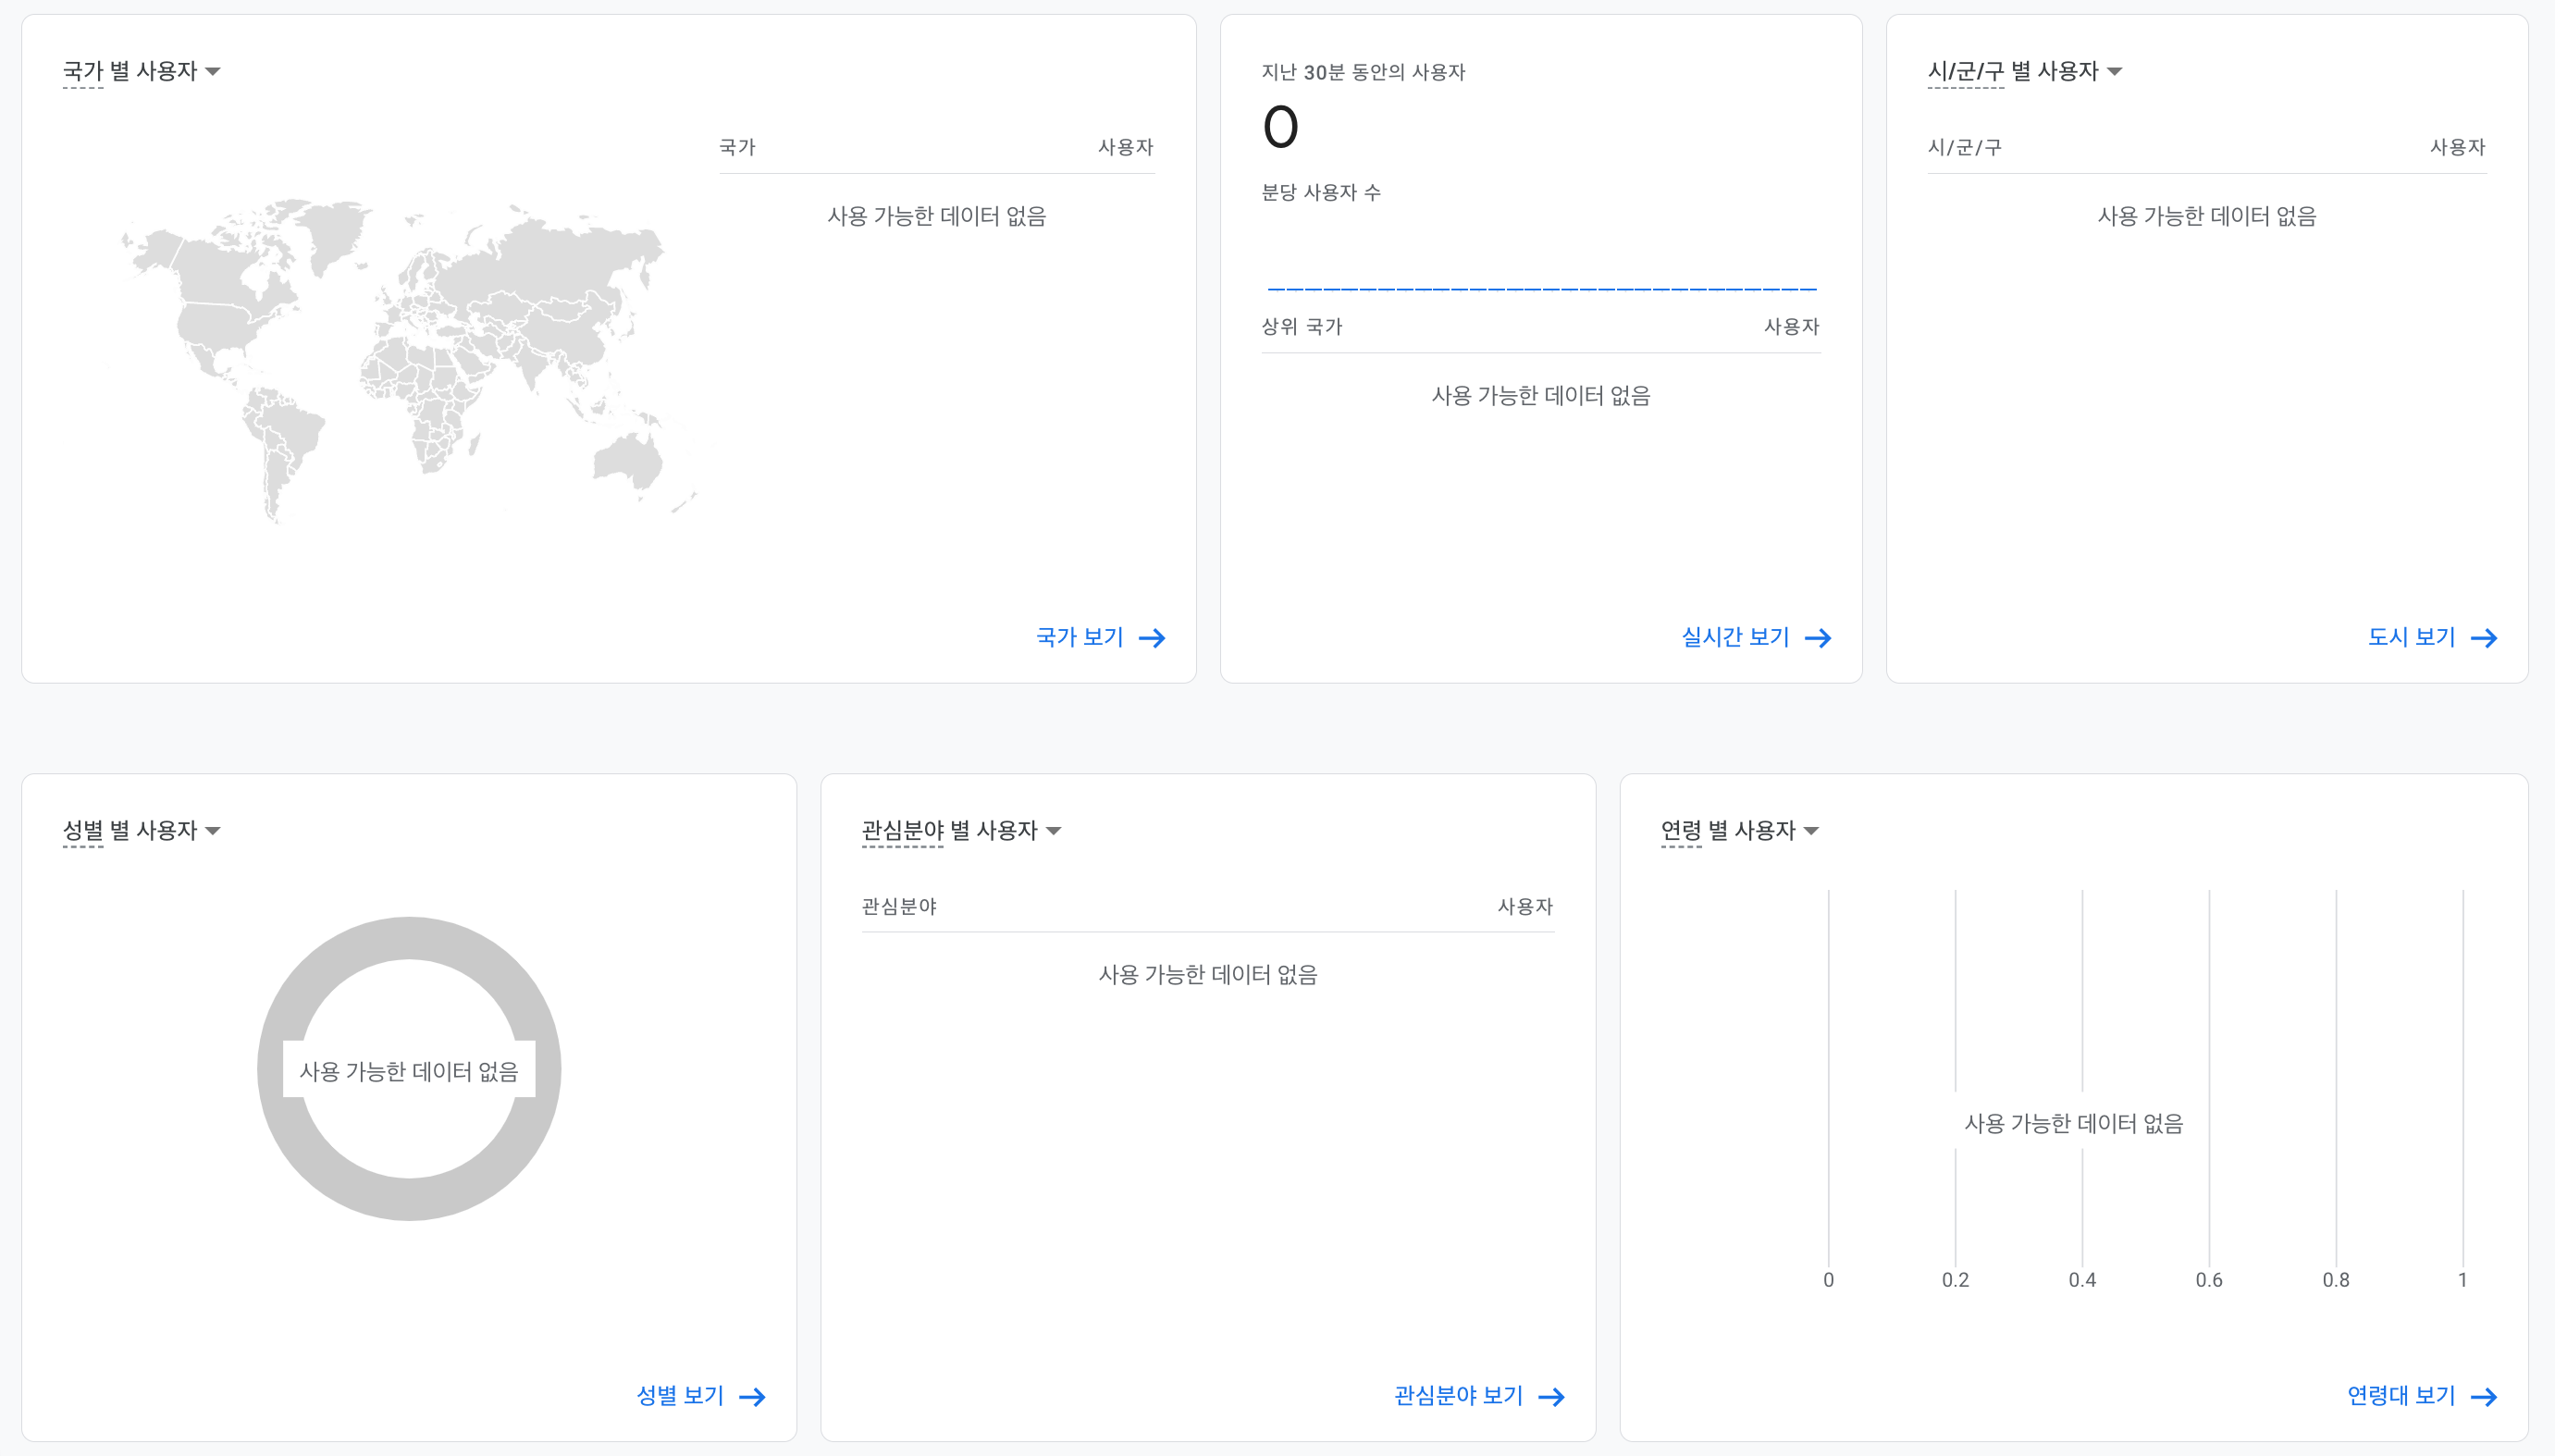 국가 별 사용자
국가 사용자
사용 가능한 데이터 없음
국가 보기
지난 30분 동안의 사용자
0
분당 사용자 수
상위 국가 사용자
사용 가능한 데이터 없음
실시간 보기
시/군/구 별 사용자
시/군/구 사용자
사용 가능한 데이터 없음
도시 보기
성별 별 사용자
사용 가능한 데이터 없음
성별 보기
관심분야 별 사용자
관심분야 사용자
사용 가능한 데이터 없음
관심분야 보기
연령 별 사용자
사용 가능한 데이터 없음
0 0.2 0.4 0.6 0.8 1
연령대 보기